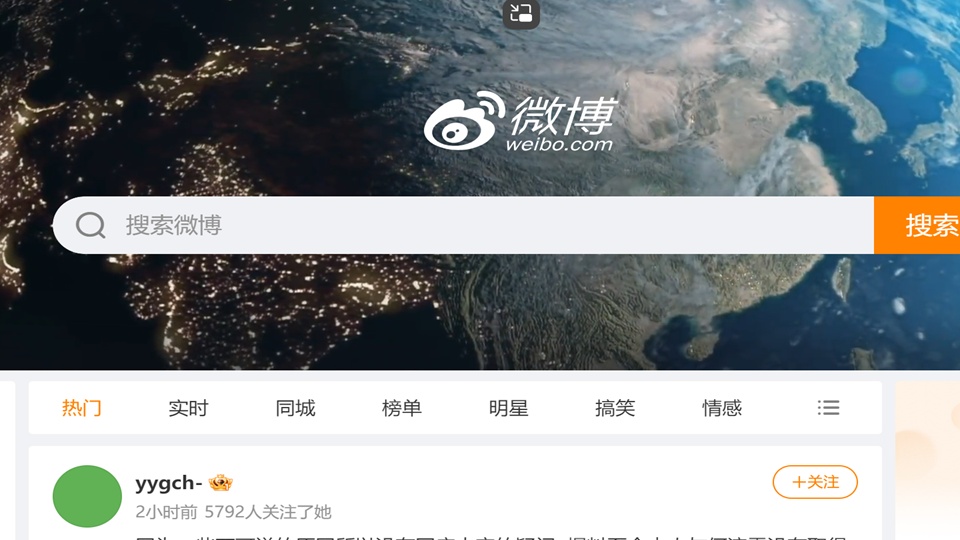 微博
weibo.com
搜索微博
搜索
热门
实时
同城
榜单
明星
搞笑
情感
yygch-
+关注
2小时前 5792人关注了她